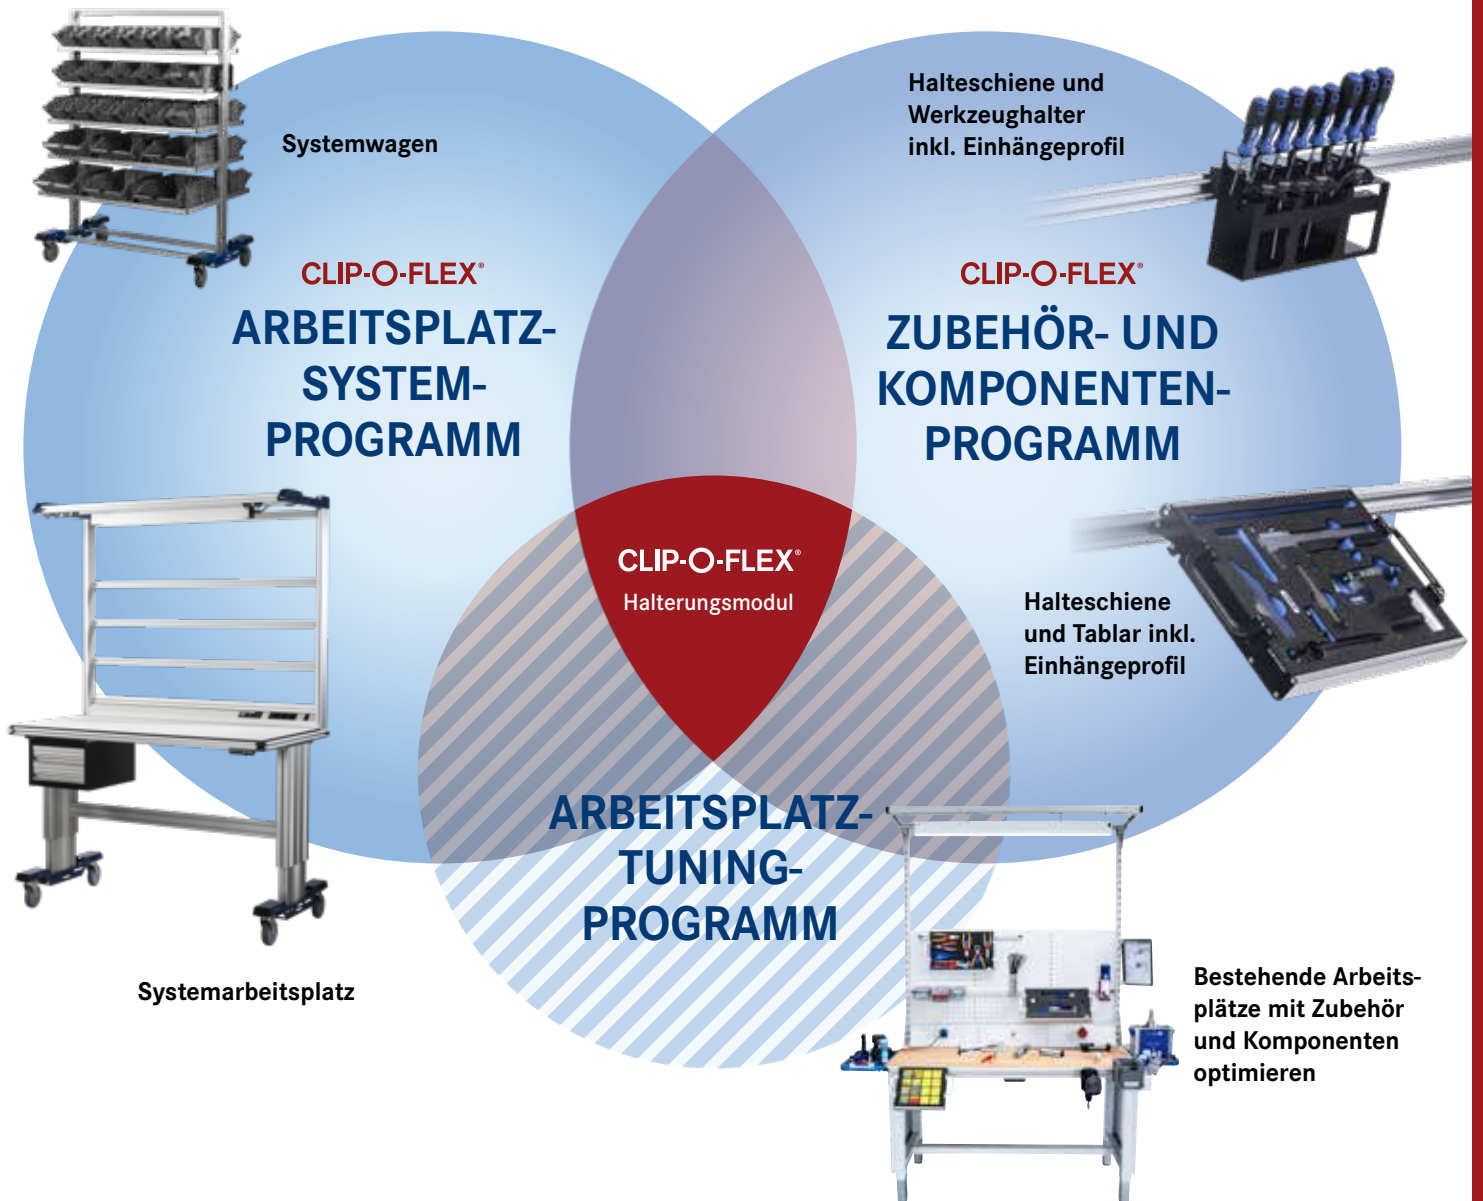 Systemwagen
CLIP-O-FLEX®
ARBEITSPLATZ-
SYSTEM-
PROGRAMM
Halteschiene und
Werkzeughalter
inkl. Einhängeprofil
CLIP-O-FLEX®
ZUBEHÖR- UND
KOMPONENTEN-
PROGRAMM
CLIP-O-FLEX®
Halterungsmodul
Halteschiene
und Tablar inkl.
Einhängeprofil
ARBEITSPLATZ-
TUNING-
PROGRAMM
Systemarbeitsplatz
Bestehende Arbeits-
plätze mit Zubehör
und Komponenten
optimieren